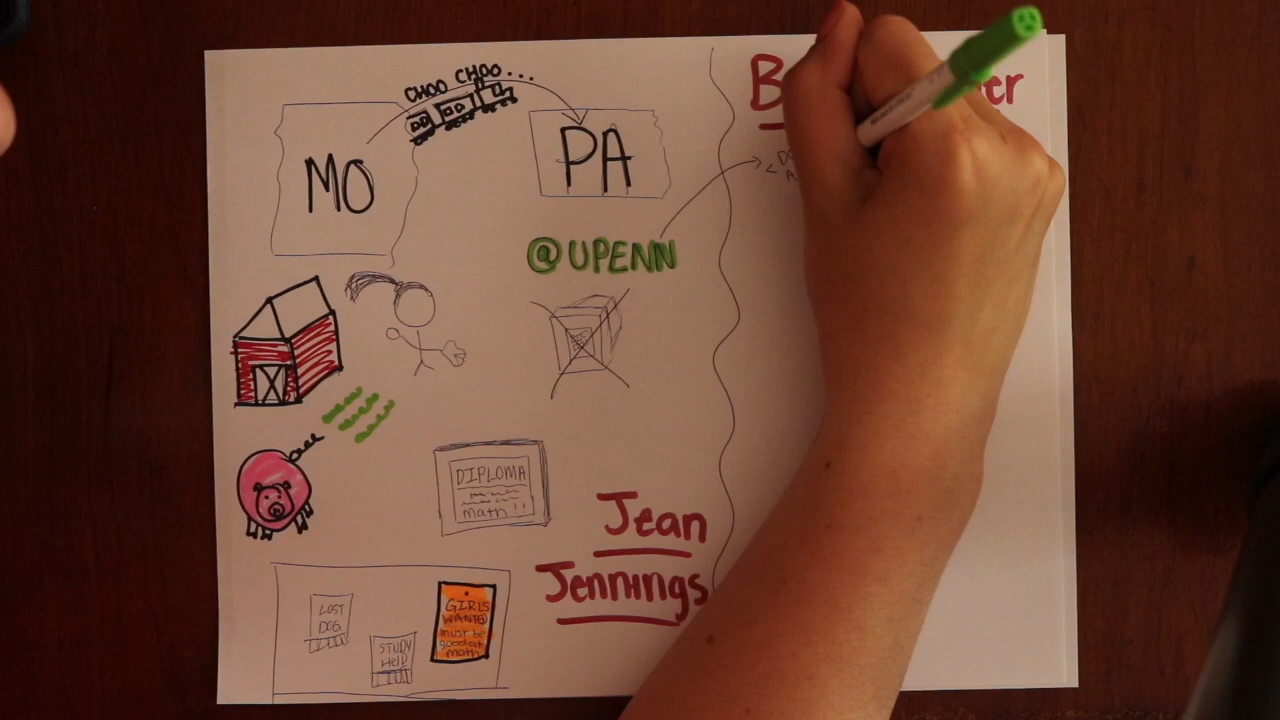 CHOO CHOO...
MO
PA
@UPENN
DIPLOMA
math!!
Jean
Jennings
LOST
DOG
STUDY
HELP
GIRLS
WANTED
must be
good at
math